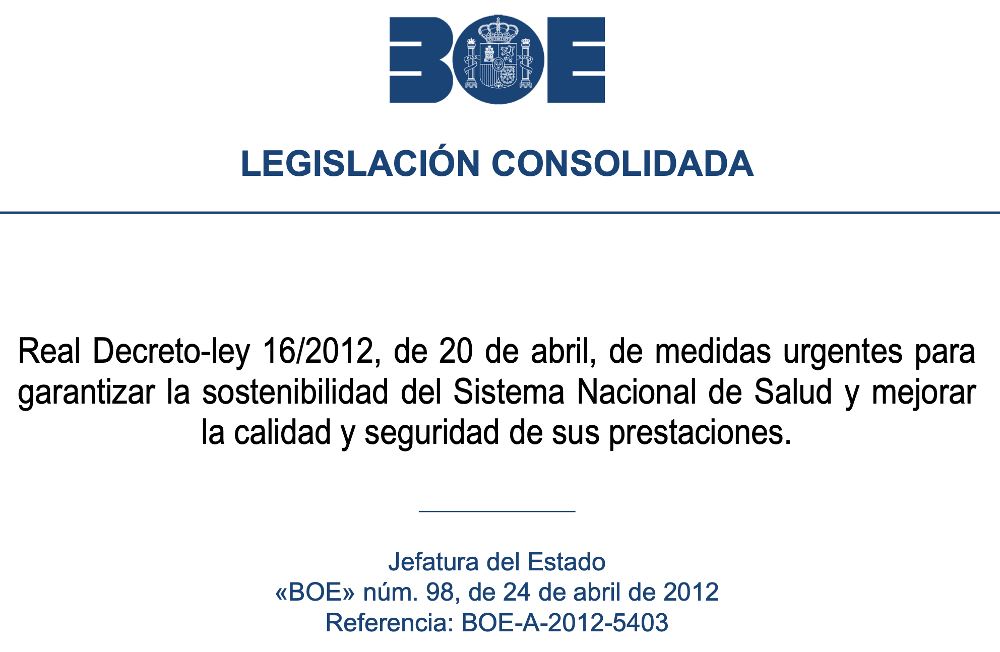 BOE
PLVS VLTRA
LEGISLACIÓN CONSOLIDADA
Real Decreto-ley 16/2012, de 20 de abril, de medidas urgentes para
garantizar la sostenibilidad del Sistema Nacional de Salud y mejorar
la calidad y seguridad de sus prestaciones.
Jefatura del Estado
«BOE» núm. 98, de 24 de abril de 2012
Referencia: BOE-A-2012-5403